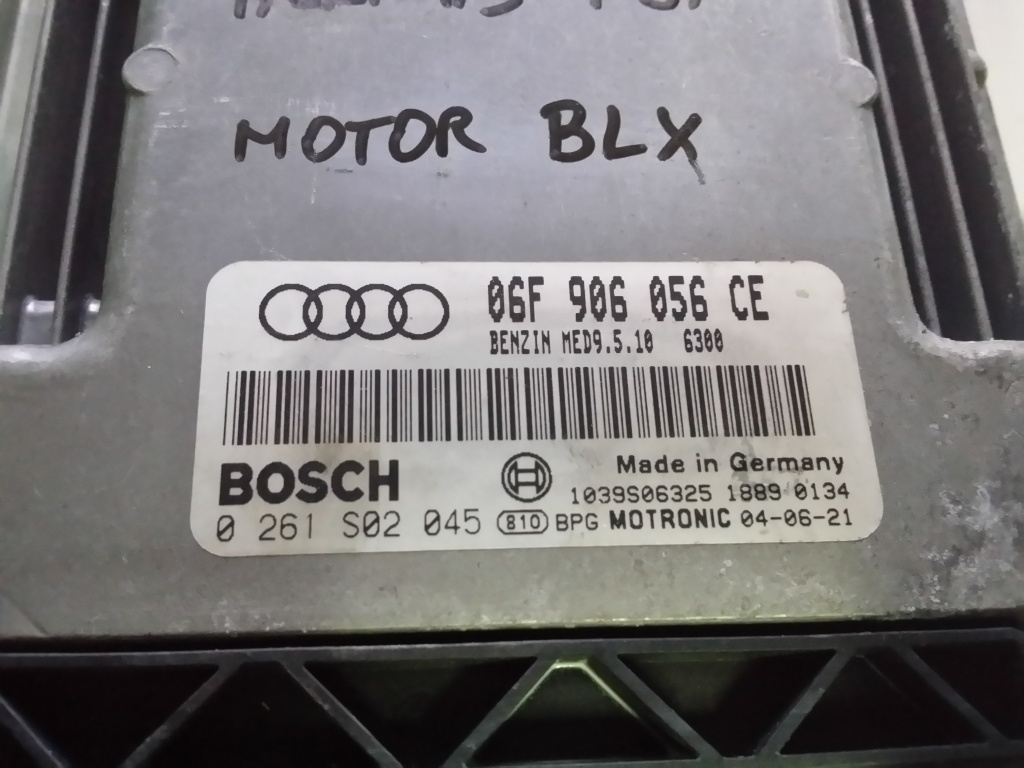 MOTOR BLX
06F 906 056 CE
BENZIN MED9.5.10 6300
BOSCH
Made in Germany
1039S06325 1889 0134
0 261 S02 045 810 BPG MOTRONIC 04-06-21